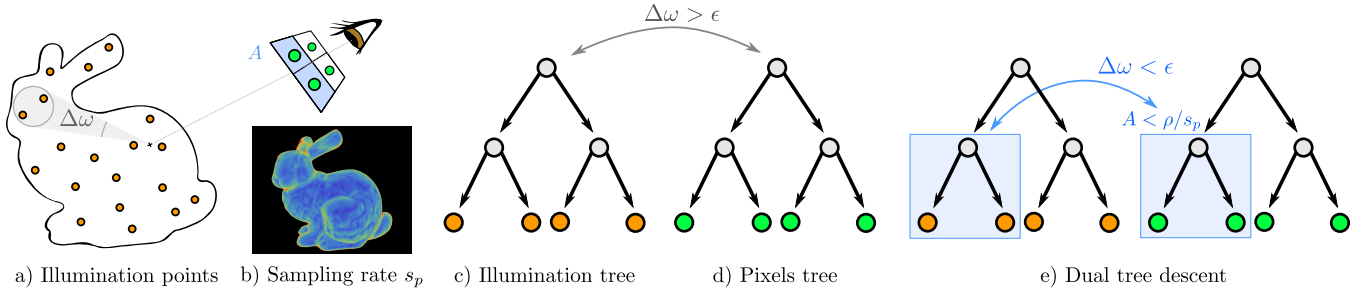 A
Δω
Δω > ϵ
Δω < ϵ
A < ρ/s_p
a) Illumination points
b) Sampling rate s_p
c) Illumination tree
d) Pixels tree
e) Dual tree descent